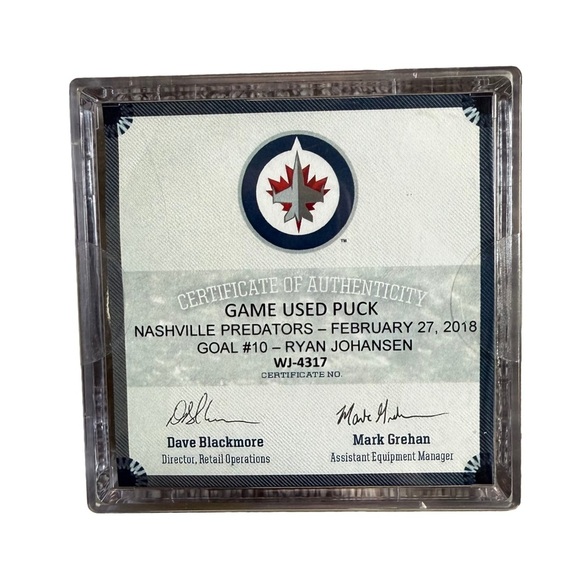 TM
CERTIFICATE OF AUTHENTICITY
GAME USED PUCK
NASHVILLE PREDATORS – FEBRUARY 27, 2018
GOAL #10 – RYAN JOHANSEN
WJ-4317
CERTIFICATE NO.
Dave Blackmore
Director, Retail Operations
Mark Grehan
Assistant Equipment Manager